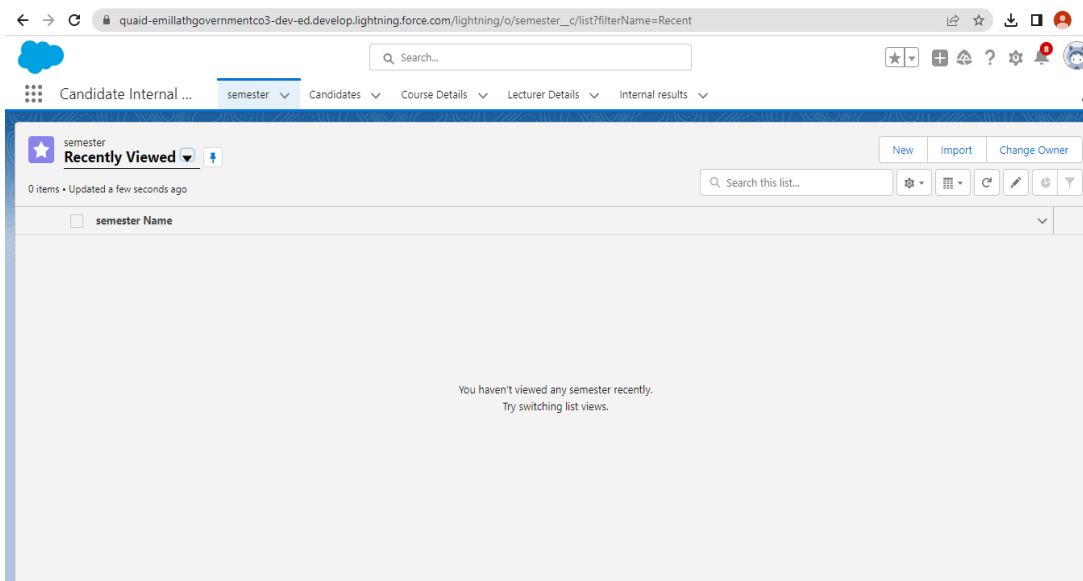 quaid-emillathgovernmentco3-dev-ed.develop.lightning.force.com/lightning/o/semester__c/list?filterName=Recent
Search...
8
Candidate Internal ...
semester
Candidates
Course Details
Lecturer Details
Internal results
semester
Recently Viewed
New
Import
Change Owner
0 items • Updated a few seconds ago
Search this list...
semester Name
You haven't viewed any semester recently.
Try switching list views.